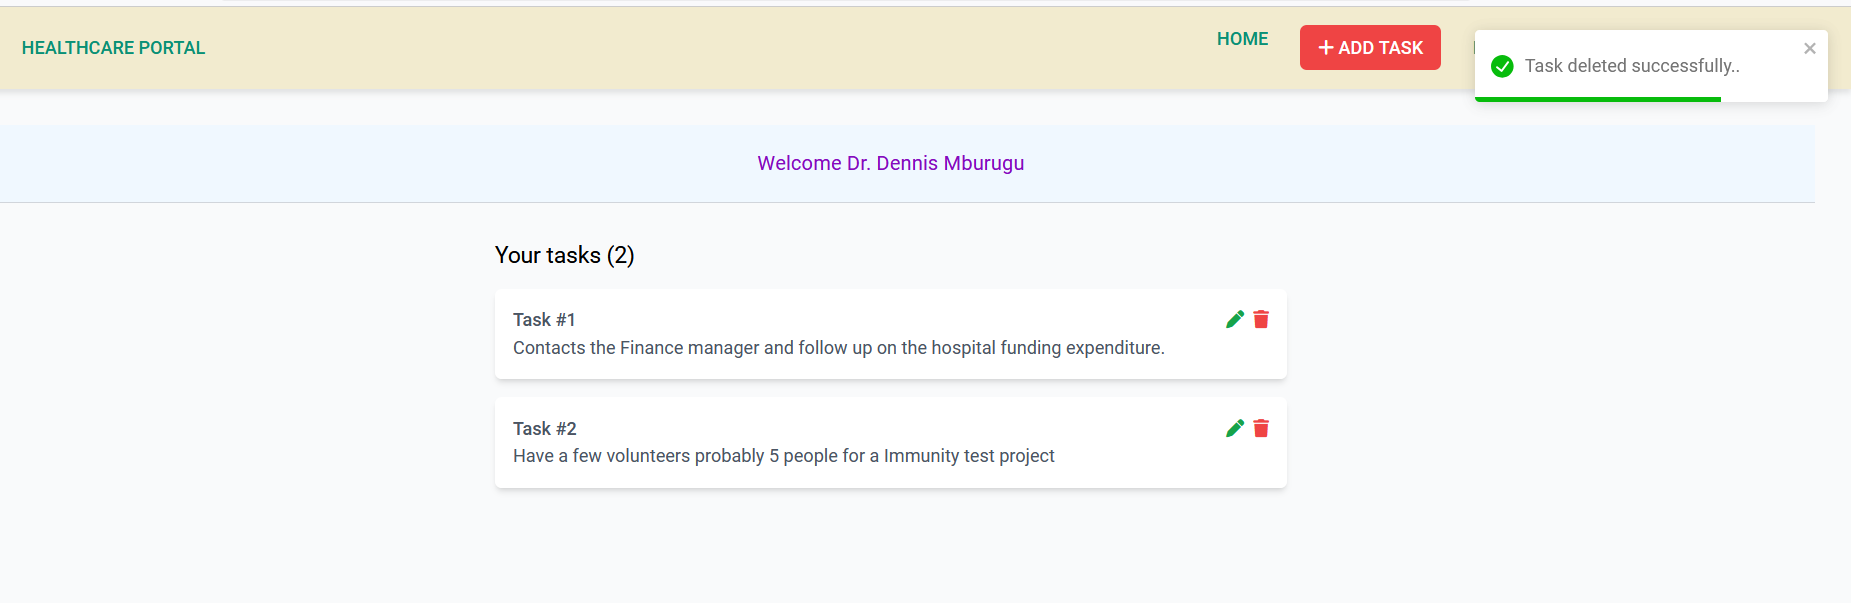 HEALTHCARE PORTAL
HOME
ADD TASK
Task deleted successfully..
Welcome Dr. Dennis Mburugu
Your tasks (2)
Task #1
Contacts the Finance manager and follow up on the hospital funding expenditure.
Task #2
Have a few volunteers probably 5 people for a Immunity test project